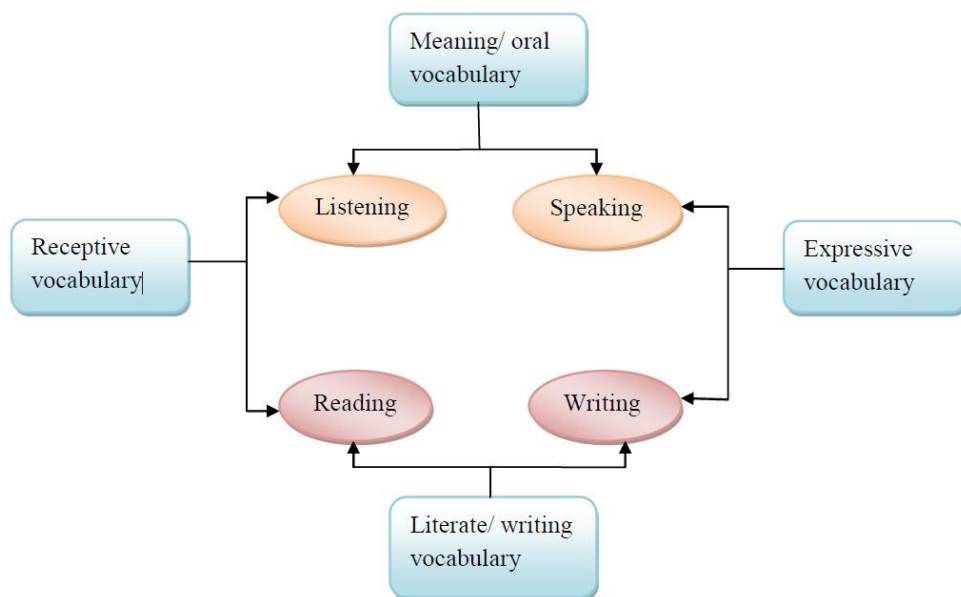 Meaning/ oral
vocabulary
Listening
Speaking
Receptive
vocabulary
Expressive
vocabulary
Reading
Writing
Literate/ writing
vocabulary